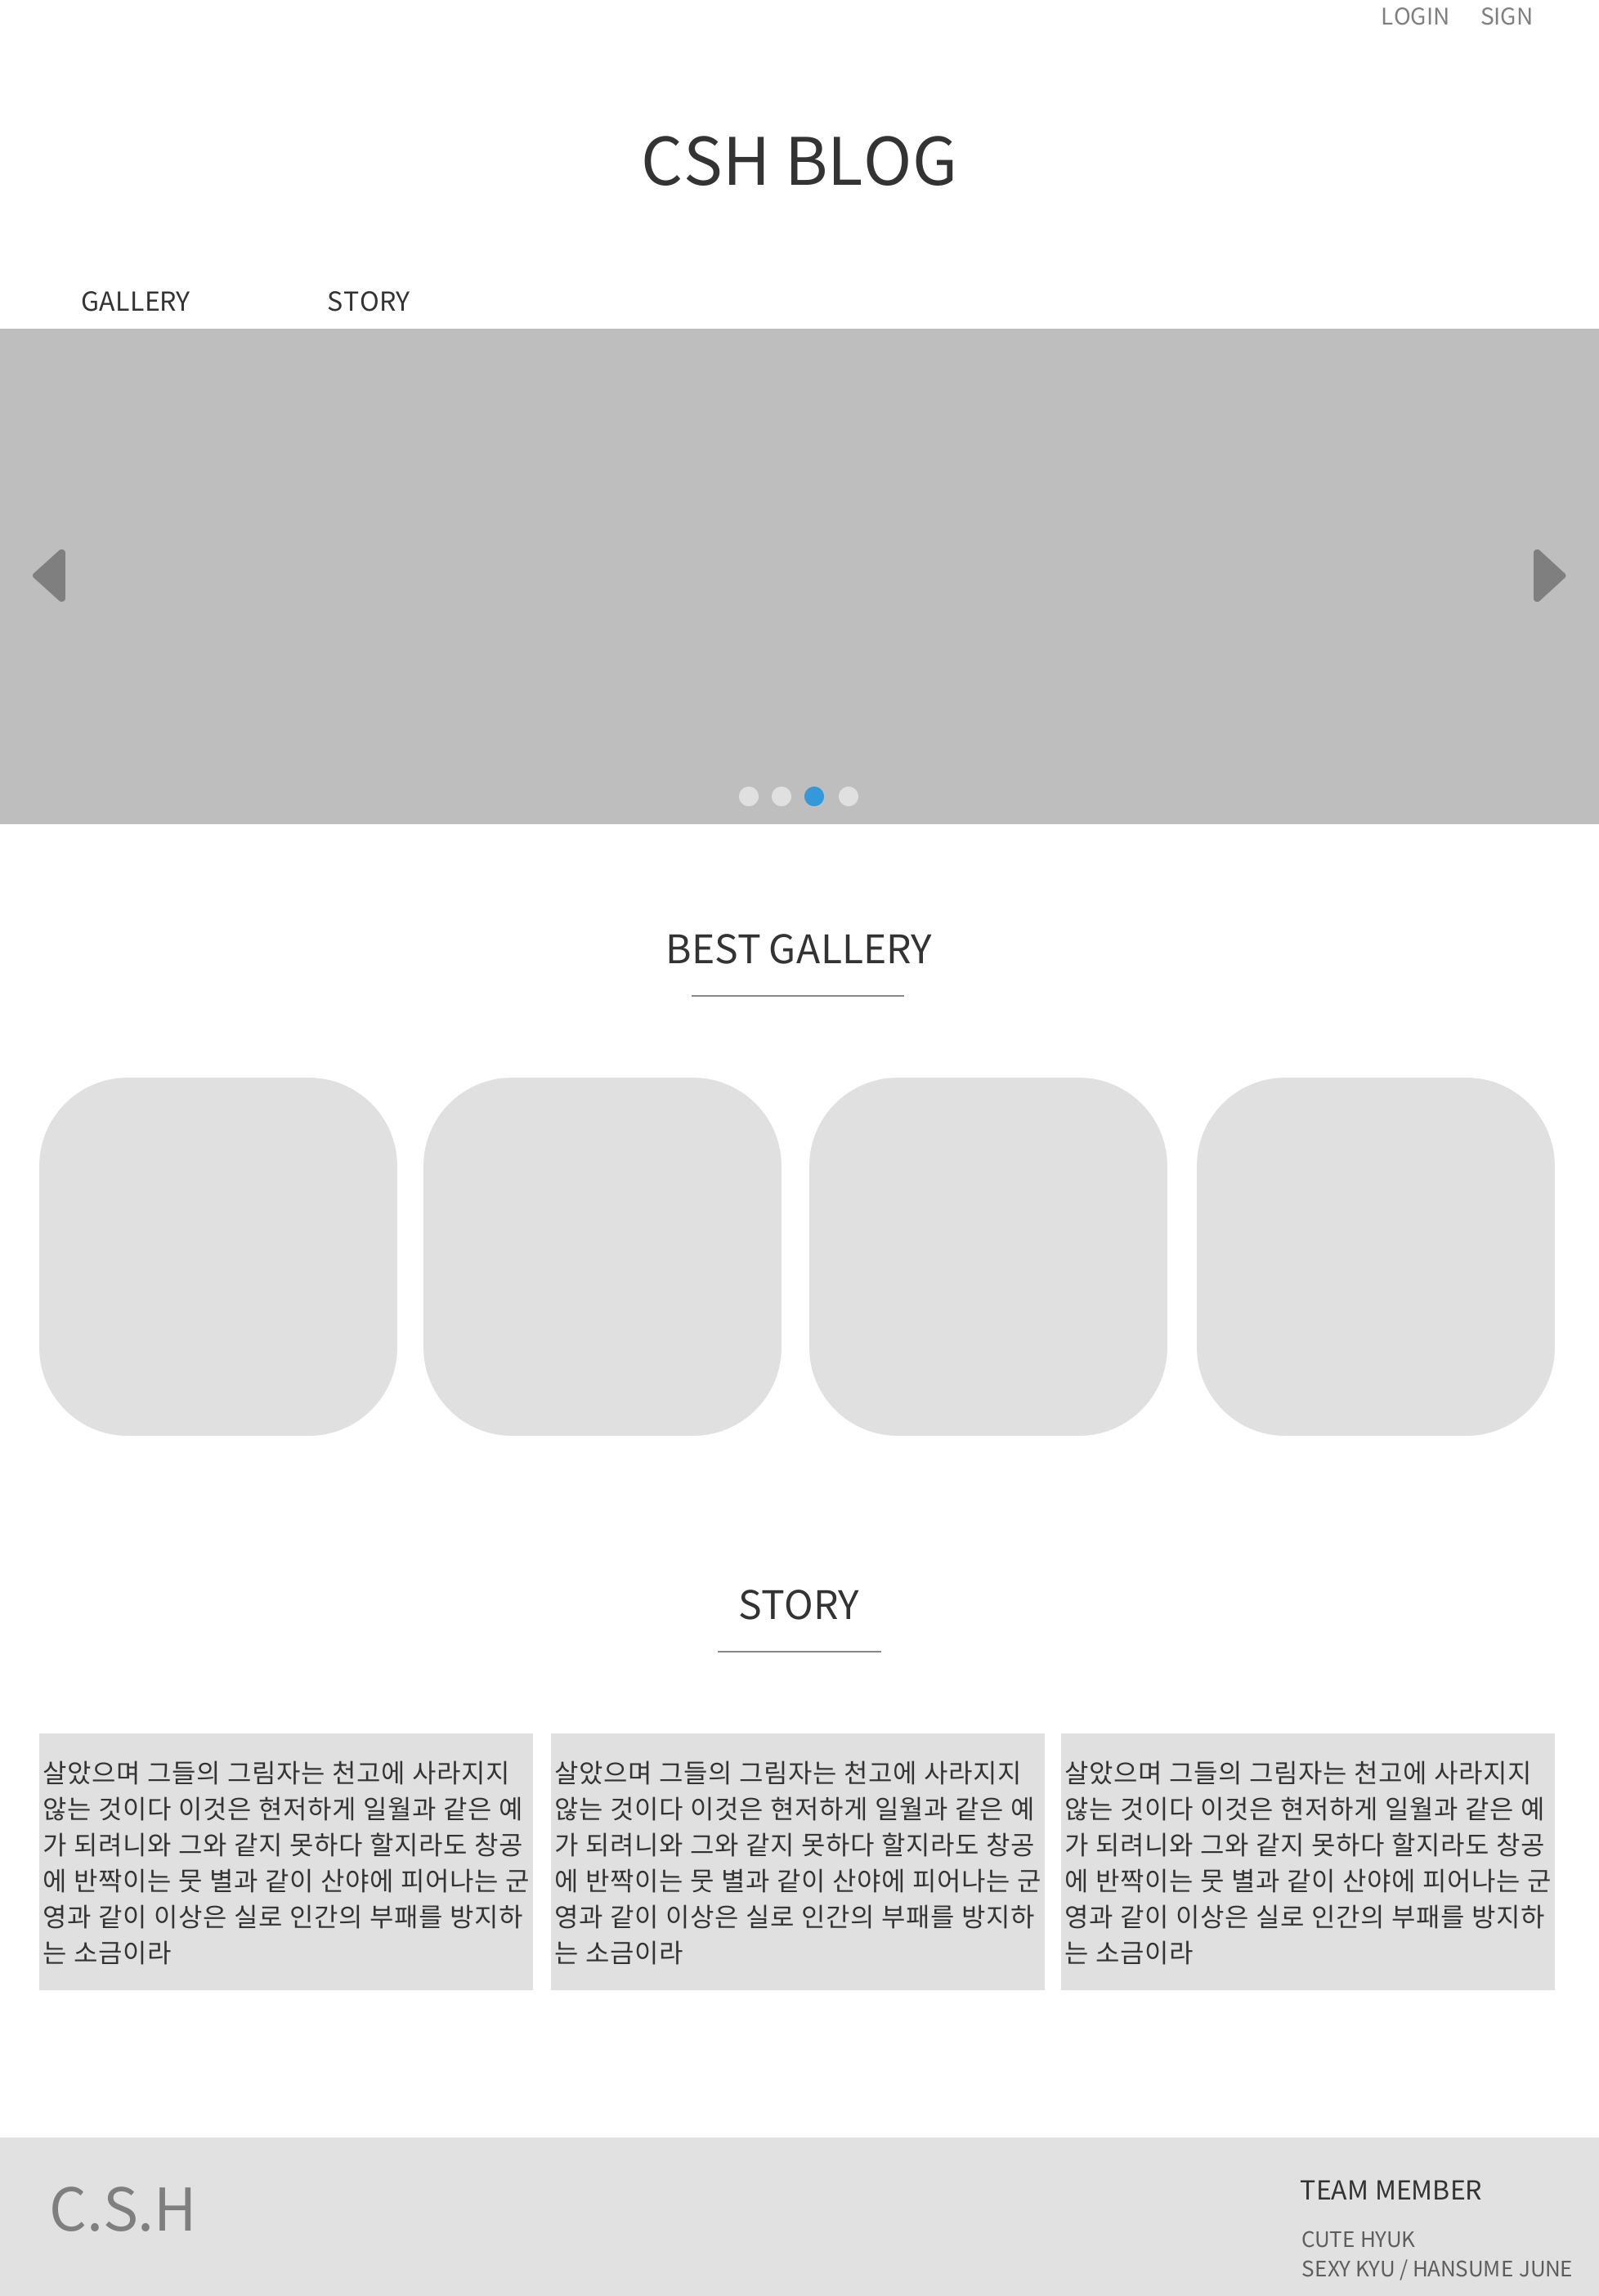 LOGIN SIGN
CSH BLOG
GALLERY STORY
BEST GALLERY
STORY
살았으며 그들의 그림자는 천고에 사라지지
않는 것이다 이것은 현저하게 일월과 같은 예
가 되려니와 그와 같지 못하다 할지라도 창공
에 반짝이는 뭇 별과 같이 산야에 피어나는 군
영과 같이 이상은 실로 인간의 부패를 방지하
는 소금이라
살았으며 그들의 그림자는 천고에 사라지지
않는 것이다 이것은 현저하게 일월과 같은 예
가 되려니와 그와 같지 못하다 할지라도 창공
에 반짝이는 뭇 별과 같이 산야에 피어나는 군
영과 같이 이상은 실로 인간의 부패를 방지하
는 소금이라
살았으며 그들의 그림자는 천고에 사라지지
않는 것이다 이것은 현저하게 일월과 같은 예
가 되려니와 그와 같지 못하다 할지라도 창공
에 반짝이는 뭇 별과 같이 산야에 피어나는 군
영과 같이 이상은 실로 인간의 부패를 방지하
는 소금이라
C.S.H
TEAM MEMBER
CUTE HYUK
SEXY KYU / HANSUME JUNE